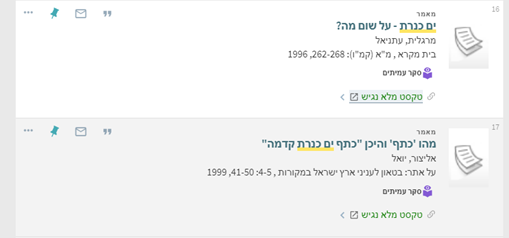 16
מאמר
ים כנרת - על שום מה?
מרגלית, עתניאל
בית מקרא , מ"א (קמ"ו): 262-268, 1996
סקר עמיתים
טקסט מלא נגיש
17
מאמר
מהו 'כתף' והיכן "כתף ים כנרת קדמה"
אליצור, יואל
על אתר: בטאון לעניני ארץ ישראל במקורות , 4-5: 41-50, 1999
סקר עמיתים
טקסט מלא נגיש